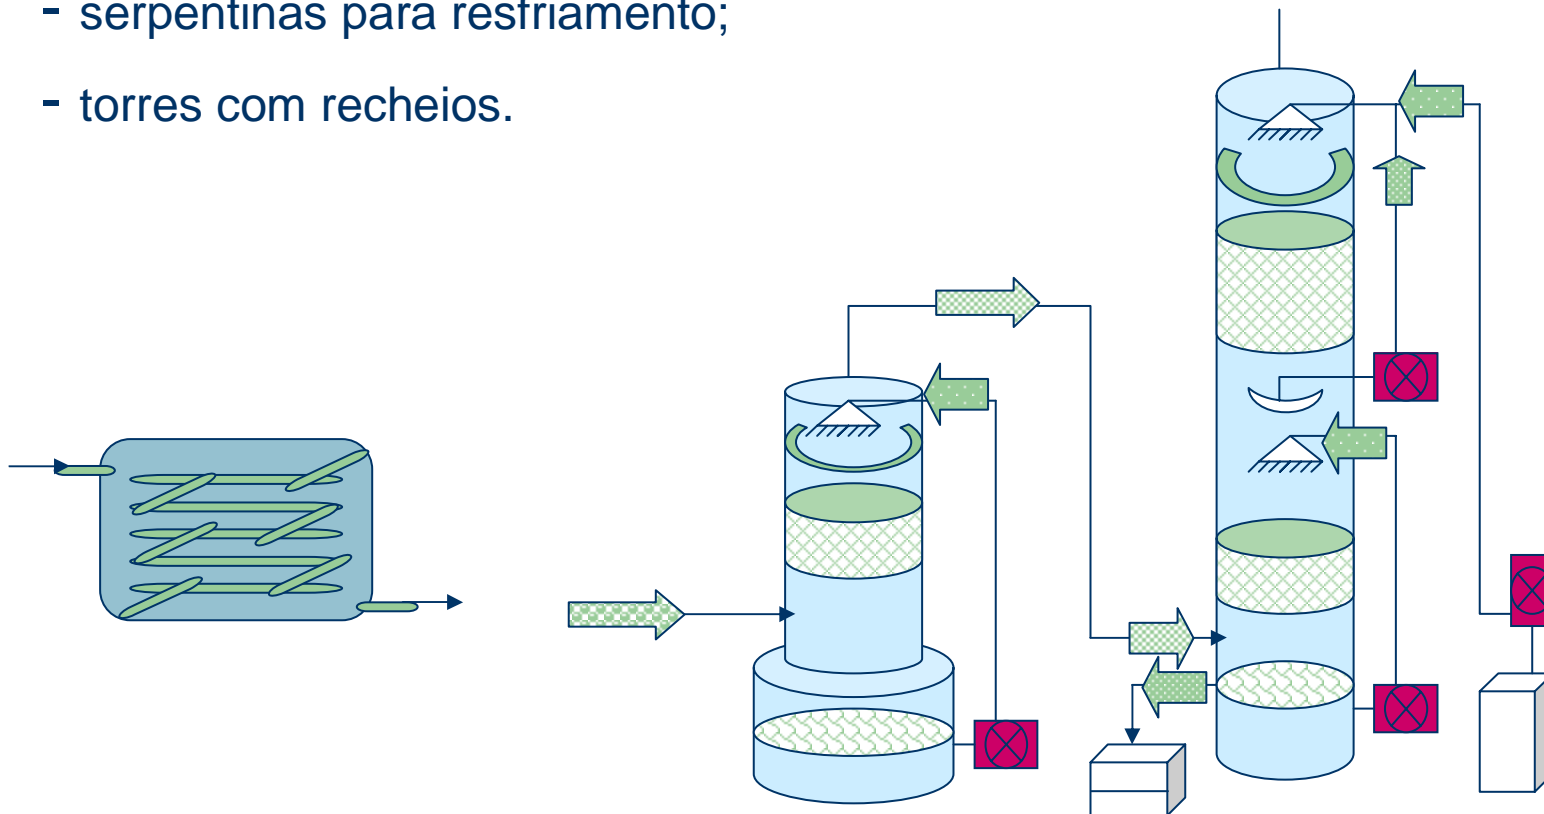 - serpentinas para resfriamento;
- torres com recheios.